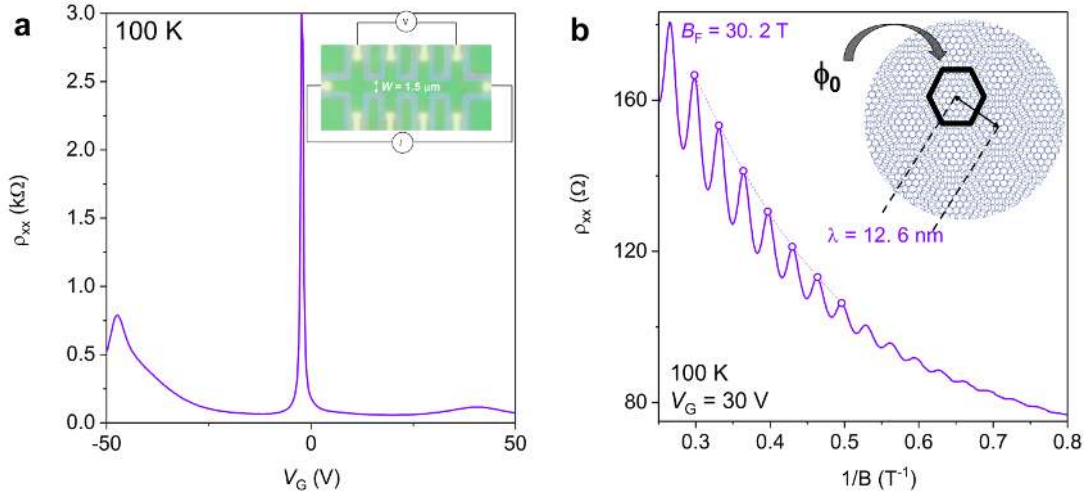 a
100 K
V
W = 1.5 μm
I
3.0
2.5
2.0
1.5
1.0
0.5
0.0
ρxx (kΩ)
-50
0
50
VG (V)
b
BF = 30. 2 T
ϕ0
λ = 12. 6 nm
160
120
80
ρxx (Ω)
100 K
VG = 30 V
0.3
0.4
0.5
0.6
0.7
0.8
1/B (T-1)